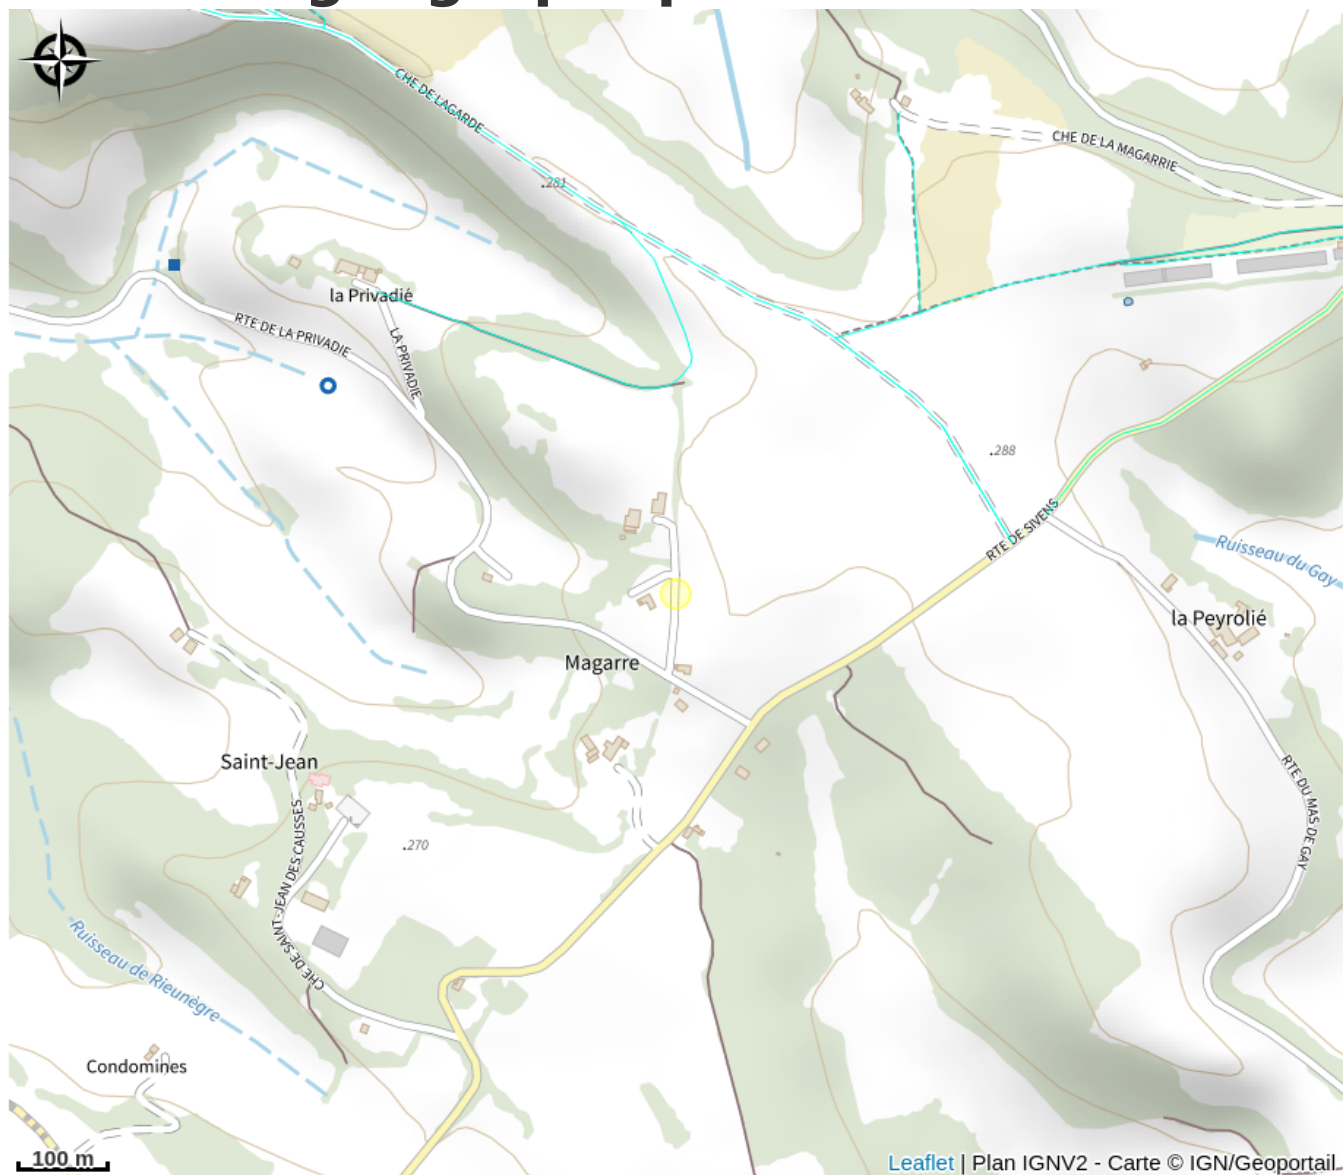 CHE DE LAGARDE
CHE DE LA MAGARRIE
.281
la Privadié
RTE DE LA PRIVADIE
LA PRIVADIE
.288
RTE DE SIVENS
Ruisseau du Gay
la Peyrolié
Magarre
Saint-Jean
RTE DU MAS DE GAY
CHE DE SAINT-JEAN DES CAUSSES
.270
Ruisseau de Rieunègre
Condomines
100 m
Leaflet | Plan IGNV2 - Carte © IGN/Geoportail